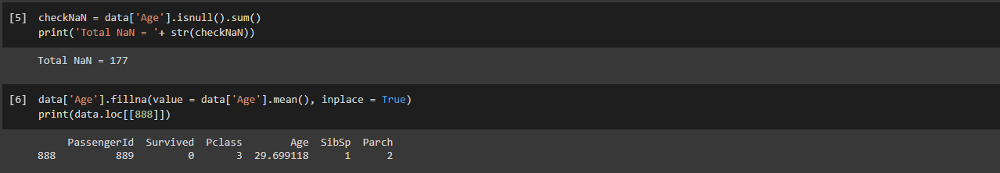 [5] checkNaN = data['Age'].isnull().sum()
print('Total NaN = '+ str(checkNaN))
Total NaN = 177
[6] data['Age'].fillna(value = data['Age'].mean(), inplace = True)
print(data.loc[[888]])
PassengerId Survived Pclass Age SibSp Parch
888 889 0 3 29.699118 1 2